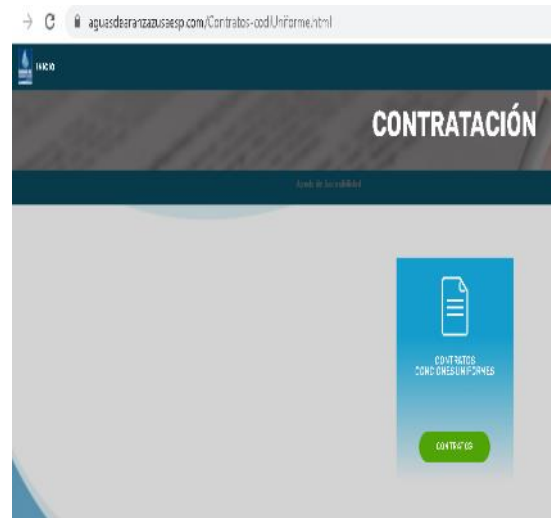 aguasdearanzazusaesp.com/Contratos-codUniforme.html
INICIO
CONTRATACIÓN
CONTRATOS
CONDICIONES UNIFORMES
CONTRATOS